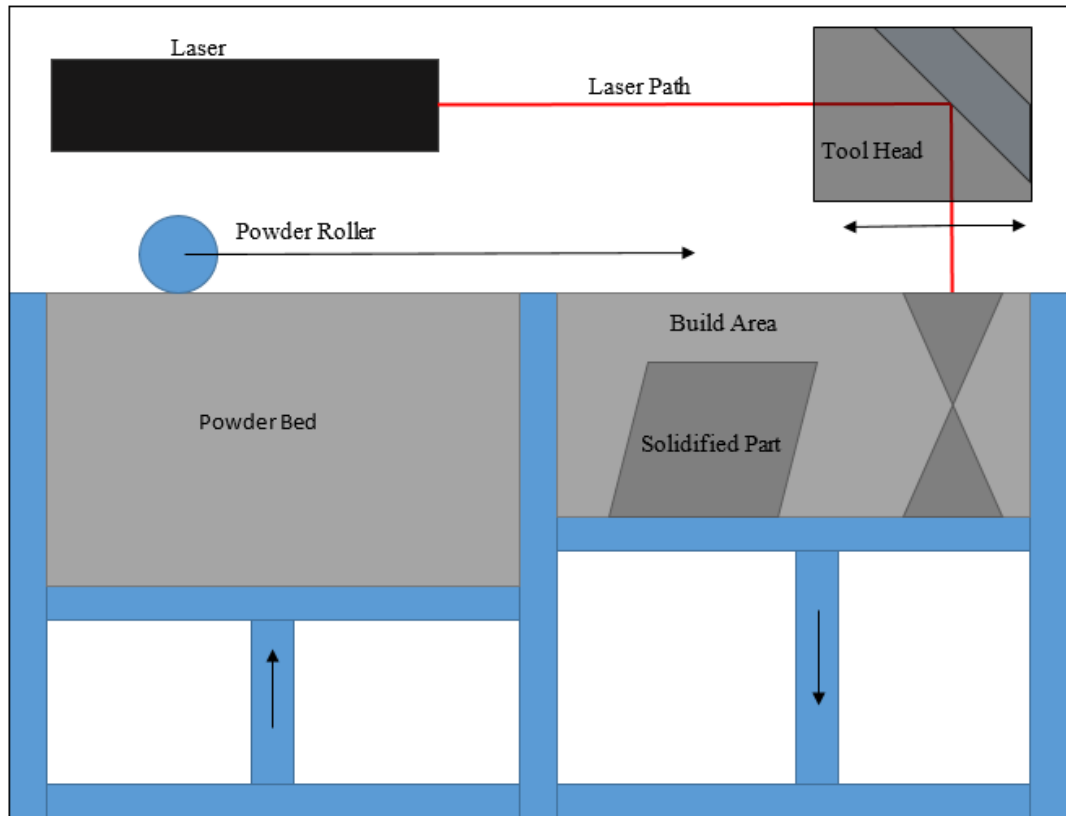 Laser
Laser Path
Tool Head
Powder Roller
Build Area
Powder Bed
Solidified Part